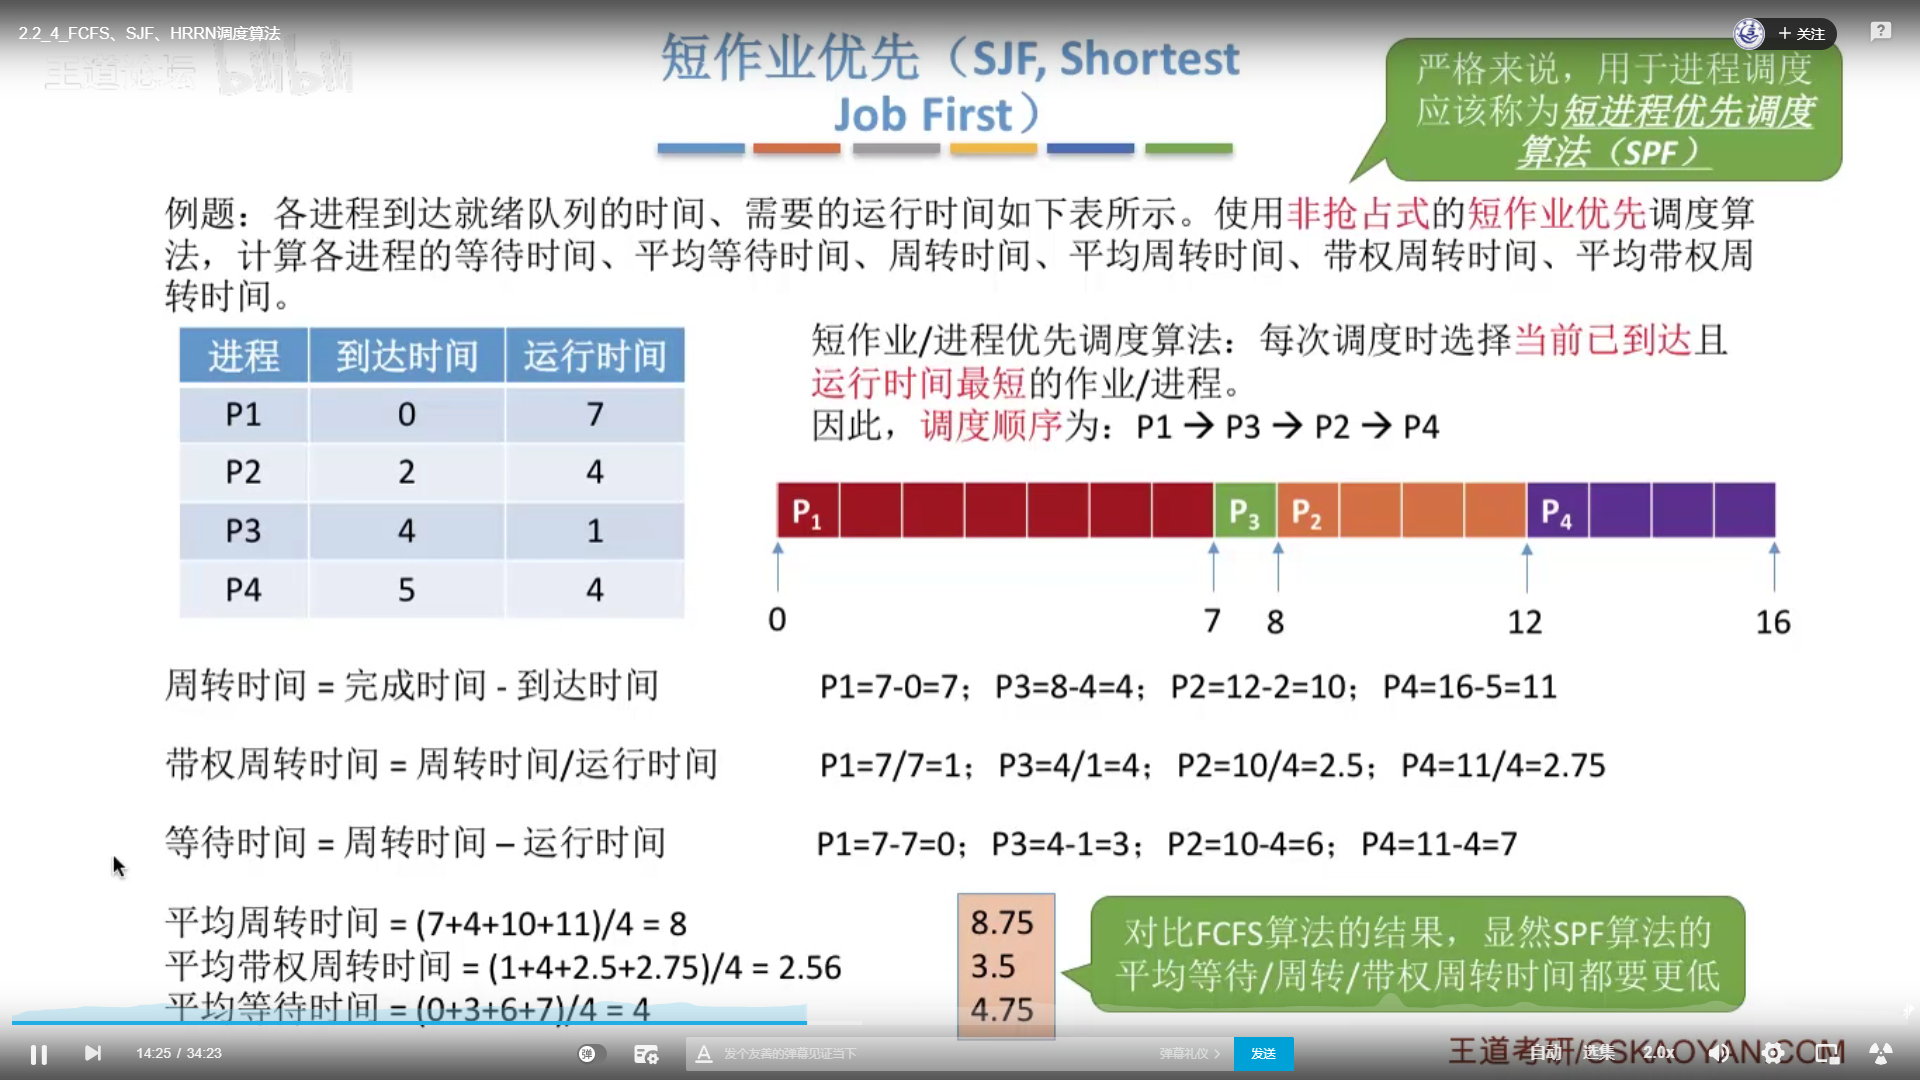 2.2_4_FCFS、SJF、HRRN调度算法
关注
王道论坛 bilibili
短作业优先（SJF, Shortest
Job First）
严格来说，用于进程调度
应该称为短进程优先调度
算法（SPF）
例题：各进程到达就绪队列的时间、需要的运行时间如下表所示。使用非抢占式的短作业优先调度算
法，计算各进程的等待时间、平均等待时间、周转时间、平均周转时间、带权周转时间、平均带权周
转时间。
进程 到达时间 运行时间
P1 0 7
P2 2 4
P3 4 1
P4 5 4
短作业/进程优先调度算法：每次调度时选择当前已到达且
运行时间最短的作业/进程。
因此，调度顺序为：P1 → P3 → P2 → P4
P1 P3 P2 P4
0 7 8 12 16
周转时间 = 完成时间 - 到达时间
P1=7-0=7；P3=8-4=4；P2=12-2=10；P4=16-5=11
带权周转时间 = 周转时间/运行时间
P1=7/7=1；P3=4/1=4；P2=10/4=2.5；P4=11/4=2.75
等待时间 = 周转时间 – 运行时间
P1=7-7=0；P3=4-1=3；P2=10-4=6；P4=11-4=7
平均周转时间 = (7+4+10+11)/4 = 8
平均带权周转时间 = (1+4+2.5+2.75)/4 = 2.56
平均等待时间 = (0+3+6+7)/4 = 4
8.75
3.5
4.75
对比FCFS算法的结果，显然SPF算法的
平均等待/周转/带权周转时间都要更低
14:25 / 34:23
弹
发个友善的弹幕见证当下
弹幕礼仪
发送
王道考研/CSKAOYAN.COM
自动 选集 2.0x